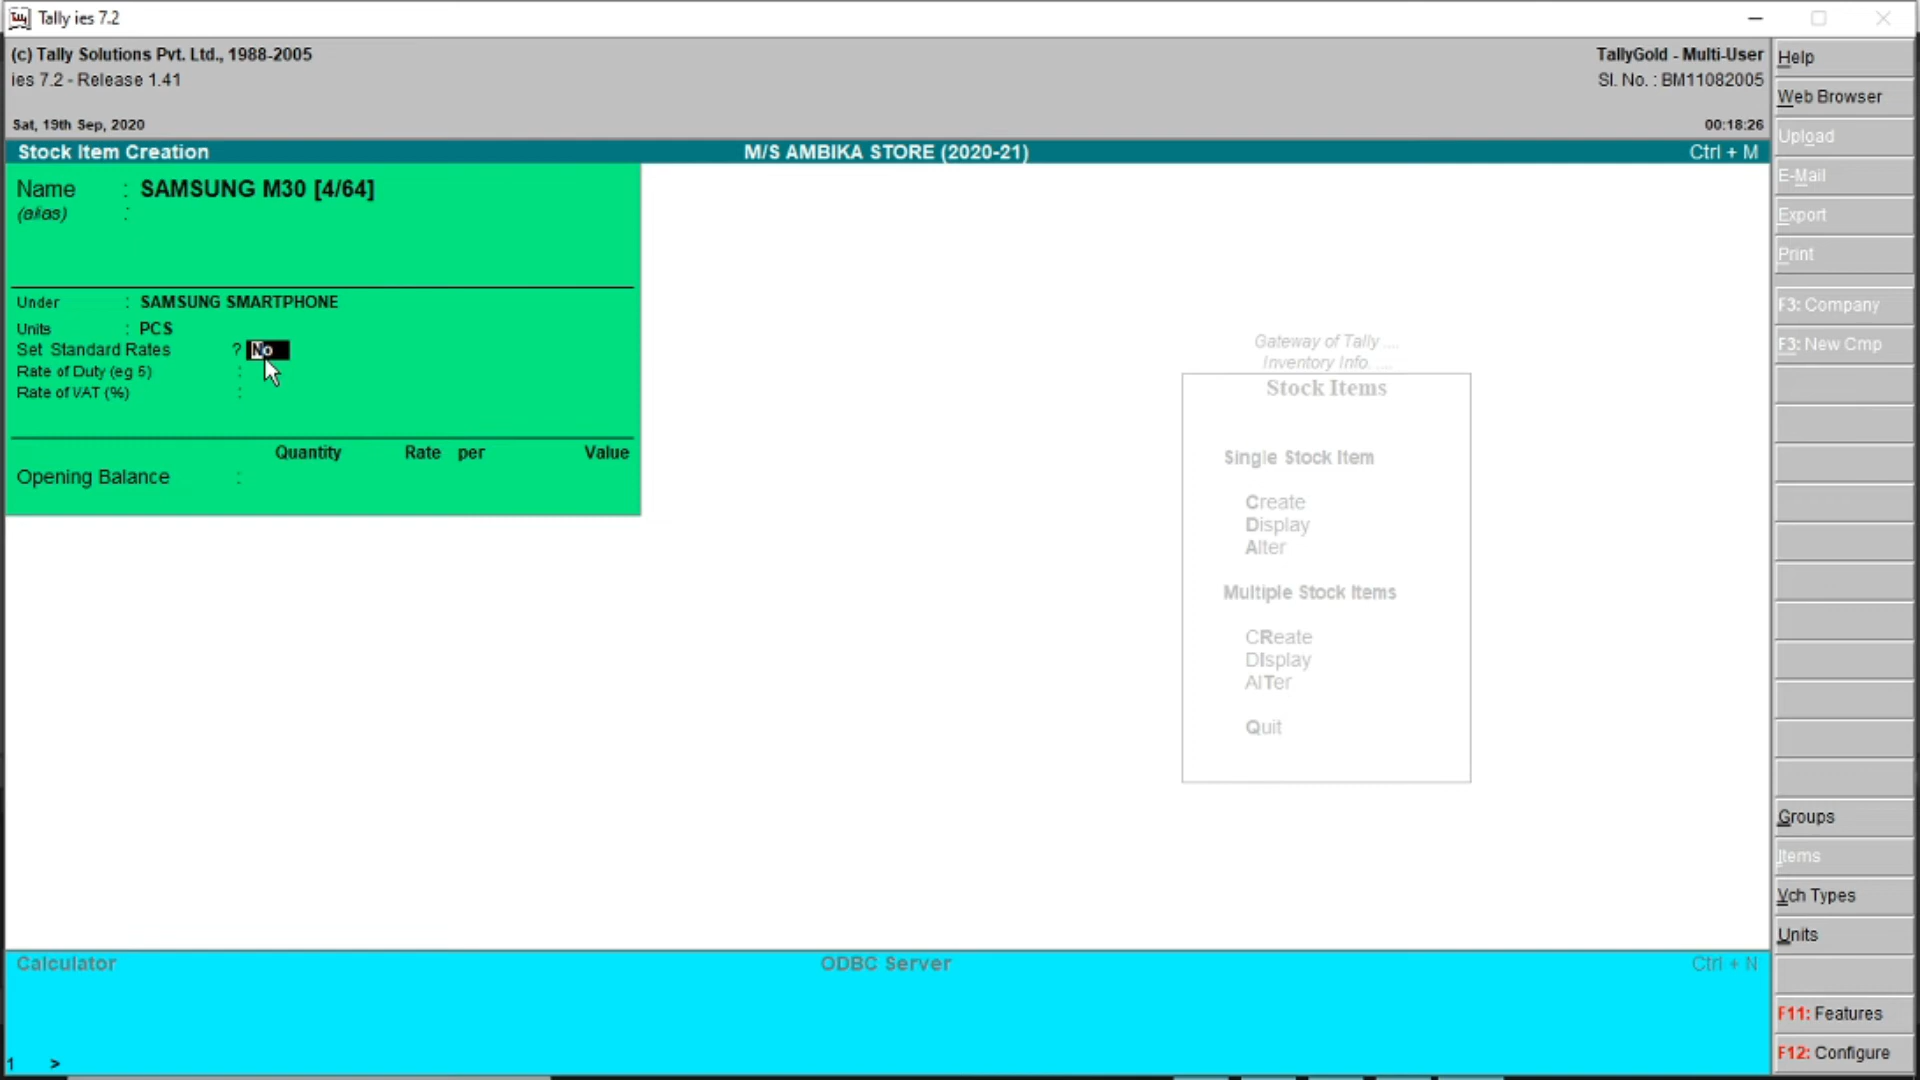 Tally ies 7.2
(c) Tally Solutions Pvt. Ltd., 1988-2005
TallyGold - Multi-User
ies 7.2 - Release 1.41
Sl. No. : BM11082005
Sat, 19th Sep, 2020
00:18:26
Stock Item Creation
M/S AMBIKA STORE (2020-21)
Ctrl + M
Name : SAMSUNG M30 [4/64]
(alias) :
Under : SAMSUNG SMARTPHONE
Units : PCS
Set Standard Rates ? No
Rate of Duty (eg 5) :
Rate of VAT (%) :
Quantity Rate per Value
Opening Balance :
Gateway of Tally ....
Inventory Info. ....
Stock Items
Single Stock Item
Create
Display
Alter
Multiple Stock Items
CReate
DIsplay
AlTer
Quit
Help
Web Browser
Upload
E-Mail
Export
Print
F3: Company
F3: New Cmp
Groups
Items
Vch Types
Units
F11: Features
F12: Configure
Calculator
ODBC Server
Ctrl + N
1 >